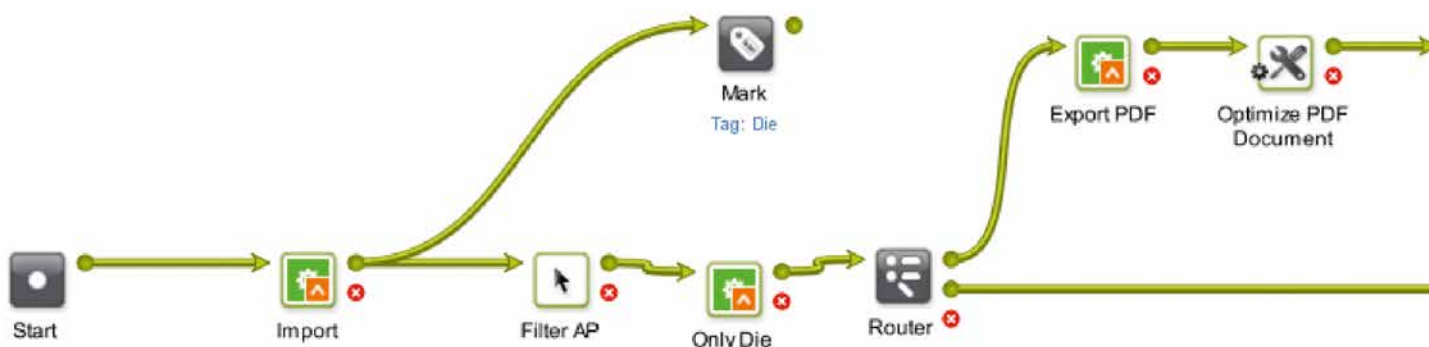 Mark
Tag: Die
Export PDF
Optimize PDF
Document
Start
Import
Filter AP
Only Die
Router